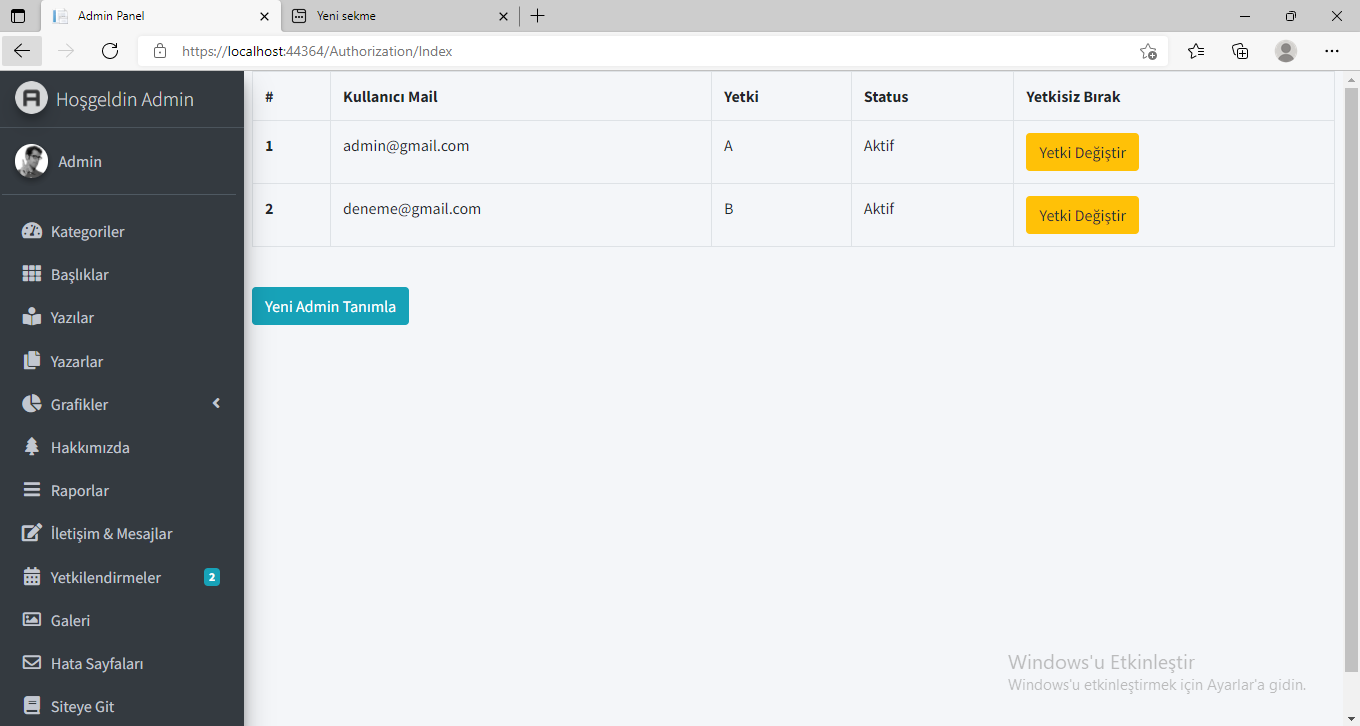 Admin Panel
Yeni sekme
https://localhost:44364/Authorization/Index
Hoşgeldin Admin
Admin
Kategoriler
Başlıklar
Yazılar
Yazarlar
Grafikler
Hakkımızda
Raporlar
İletişim & Mesajlar
Yetkilendirmeler 2
Galeri
Hata Sayfaları
Siteye Git
# Kullanıcı Mail Yetki Status Yetkisiz Bırak
1 admin@gmail.com A Aktif Yetki Değiştir
2 deneme@gmail.com B Aktif Yetki Değiştir
Yeni Admin Tanımla
Windows'u Etkinleştir
Windows'u etkinleştirmek için Ayarlar'a gidin.